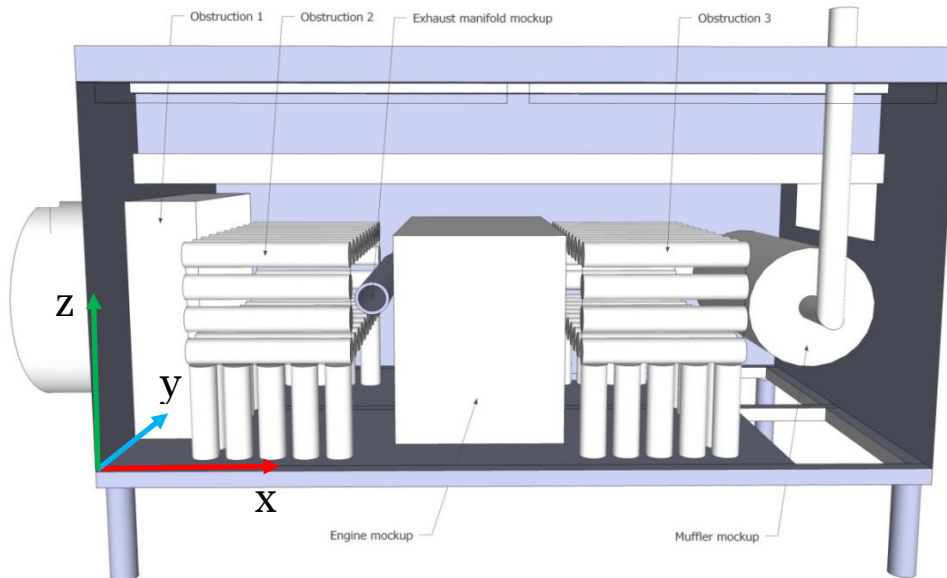 Obstruction 1
Obstruction 2
Exhaust manifold mockup
Obstruction 3
z
y
x
Engine mockup
Muffler mockup